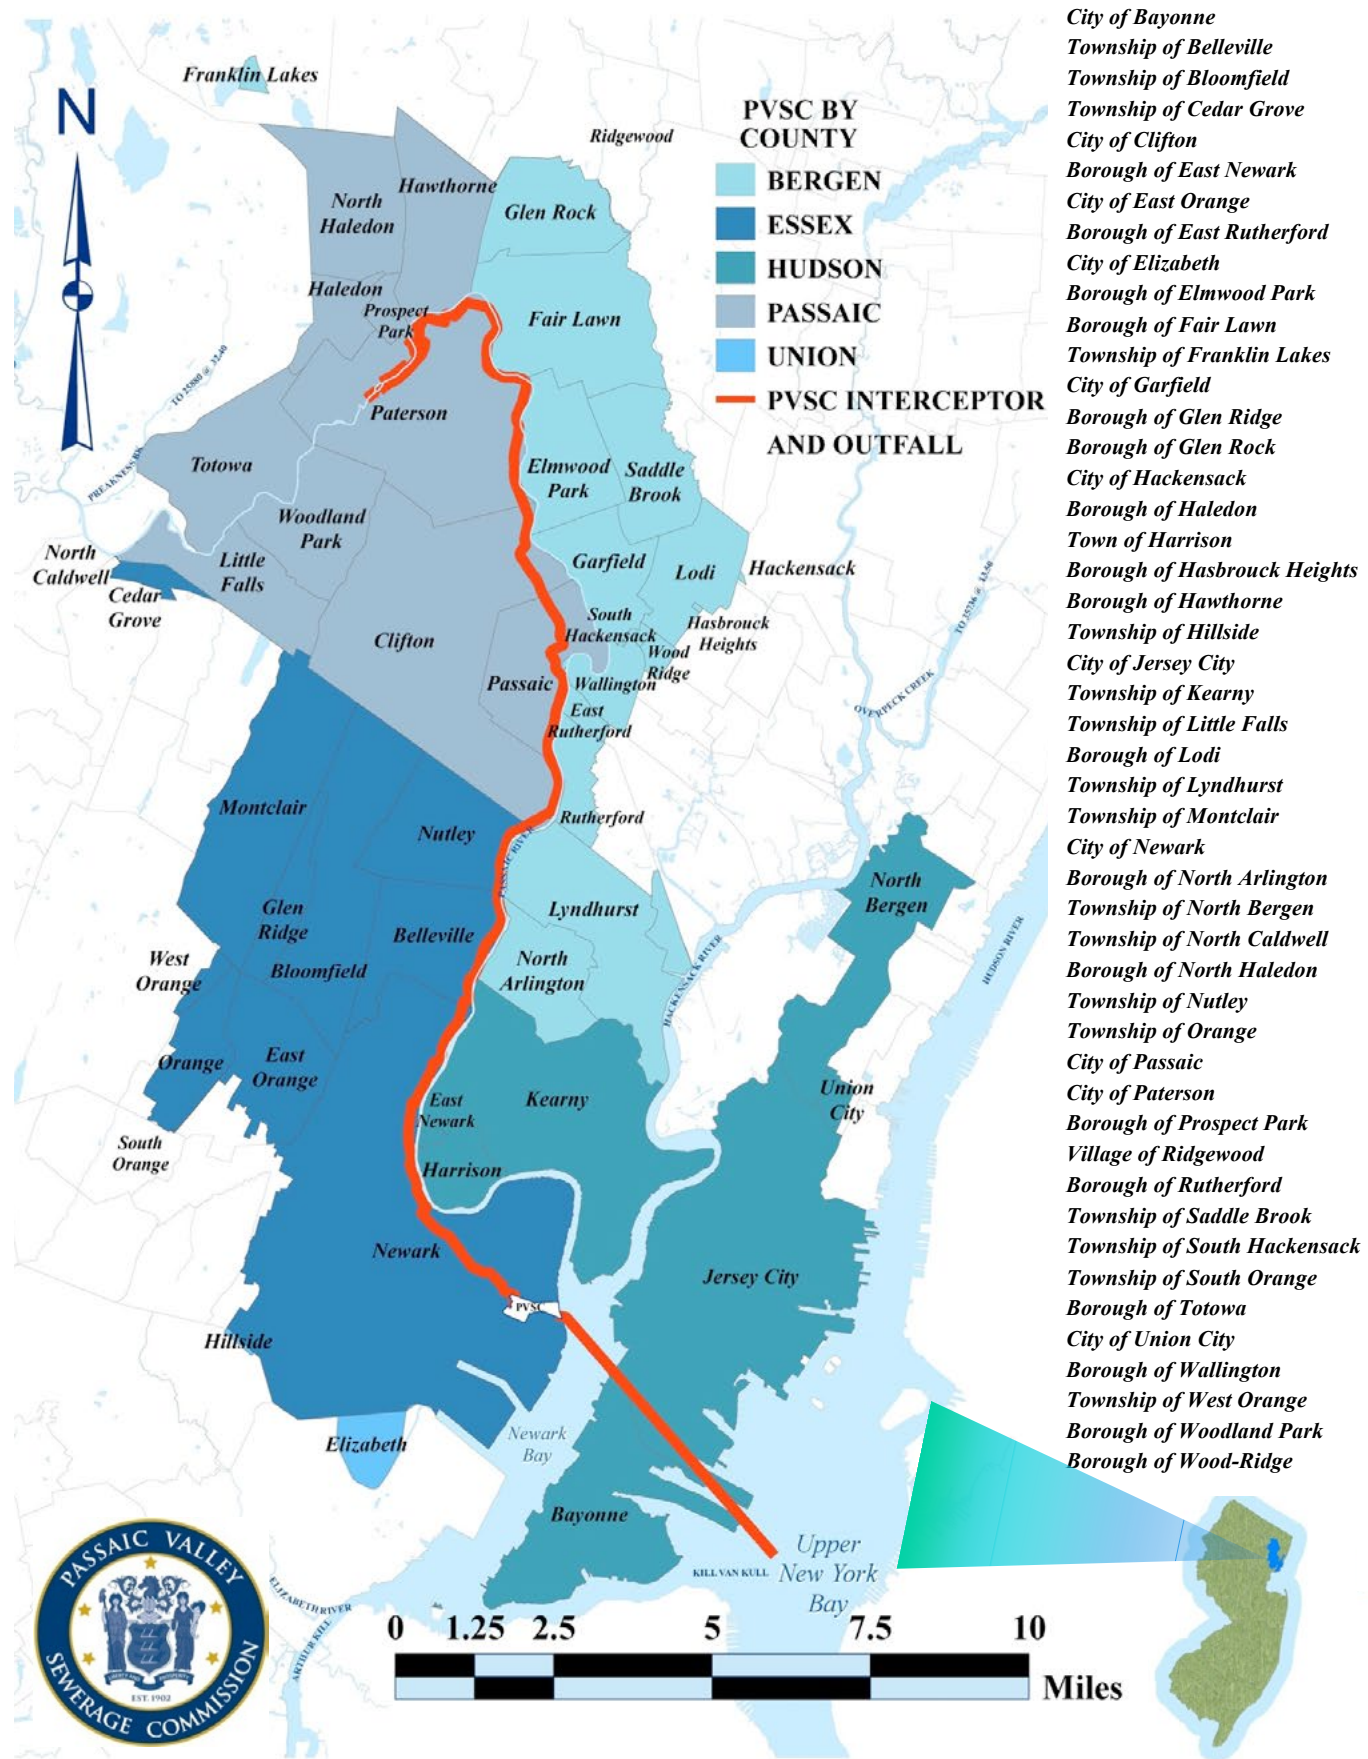 City of Bayonne
Township of Belleville
Township of Bloomfield
Township of Cedar Grove
City of Clifton
Borough of East Newark
City of East Orange
Borough of East Rutherford
City of Elizabeth
Borough of Elmwood Park
Borough of Fair Lawn
Township of Franklin Lakes
City of Garfield
Borough of Glen Ridge
Borough of Glen Rock
City of Hackensack
Borough of Haledon
Town of Harrison
Borough of Hasbrouck Heights
Borough of Hawthorne
Township of Hillside
City of Jersey City
Township of Kearny
Township of Little Falls
Borough of Lodi
Township of Lyndhurst
Township of Montclair
City of Newark
Borough of North Arlington
Township of North Bergen
Township of North Caldwell
Borough of North Haledon
Township of Nutley
Township of Orange
City of Passaic
City of Paterson
Borough of Prospect Park
Village of Ridgewood
Borough of Rutherford
Township of Saddle Brook
Township of South Hackensack
Township of South Orange
Borough of Totowa
City of Union City
Borough of Wallington
Township of West Orange
Borough of Woodland Park
Borough of Wood-Ridge
N
PVSC BY
COUNTY
BERGEN
ESSEX
HUDSON
PASSAIC
UNION
PVSC INTERCEPTOR
AND OUTFALL
Franklin Lakes
Ridgewood
Hawthorne
North
Haledon
Glen Rock
Haledon
Prospect
Park
Fair Lawn
TO 25880 @ 32.40
Paterson
Totowa
PREAKNESS BK
Elmwood
Park
Saddle
Brook
Woodland
Park
North
Caldwell
Little
Falls
Cedar
Grove
Garfield
Lodi
Hackensack
South
Hackensack
Hasbrouck
Heights
Wood
Ridge
Clifton
Passaic
Wallington
East
Rutherford
OVERPECK CREEK
Montclair
Nutley
Rutherford
PASSAIC RIVER
North
Bergen
Glen
Ridge
Lyndhurst
Belleville
West
Orange
Bloomfield
North
Arlington
HACKENSACK RIVER
HUDSON RIVER
Orange
East
Orange
East
Newark
Kearny
Union
City
South
Orange
Harrison
Newark
Jersey City
PVSC
Hillside
Elizabeth
Newark
Bay
Bayonne
Upper
New York
Bay
KILL VAN KULL
ELIZABETH RIVER
ARTHUR KILL
PASSAIC VALLEY
SEWERAGE COMMISSION
LIBERTY AND PROSPERITY
EST. 1902
0 1.25 2.5 5 7.5 10
Miles